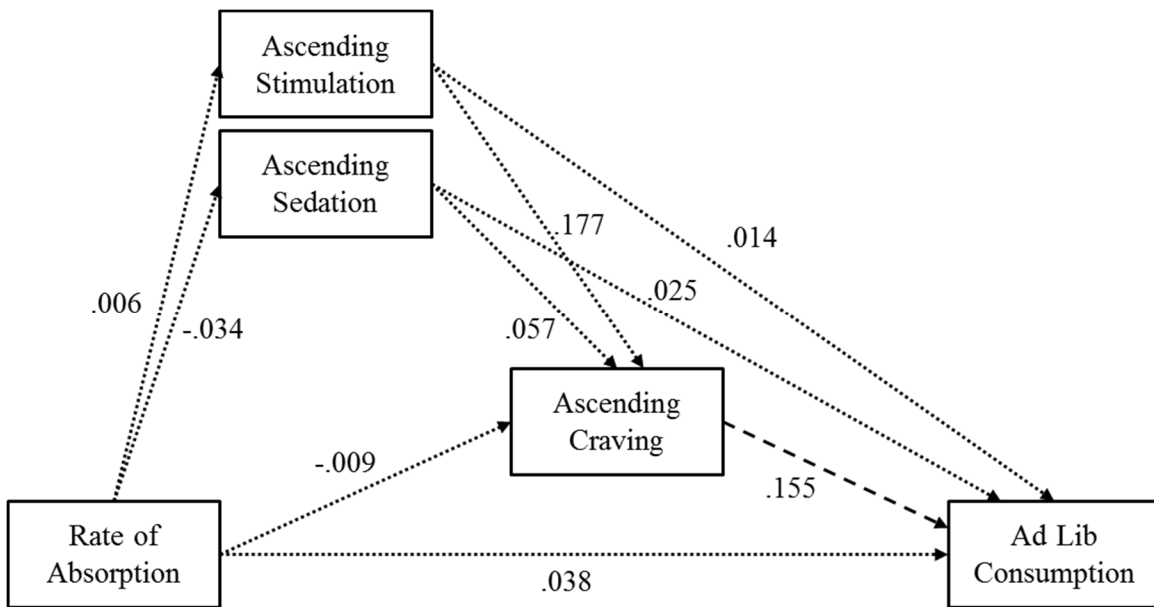 Ascending
Stimulation
Ascending
Sedation
.177
.014
.006
-.034
.025
.057
Ascending
Craving
-.009
.155
Rate of
Absorption
Ad Lib
Consumption
.038